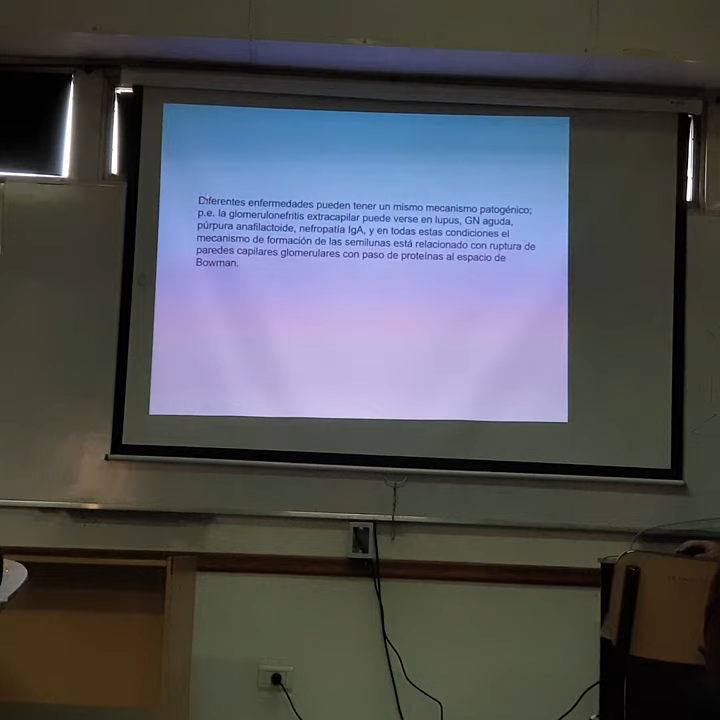 Diferentes enfermedades pueden tener un mismo mecanismo patogénico;
p.e. la glomerulonefritis extracapilar puede verse en lupus, GN aguda,
púrpura anafilactoide, nefropatía IgA, y en todas estas condiciones el
mecanismo de formación de las semilunas está relacionado con ruptura de
paredes capilares glomerulares con paso de proteínas al espacio de
Bowman.